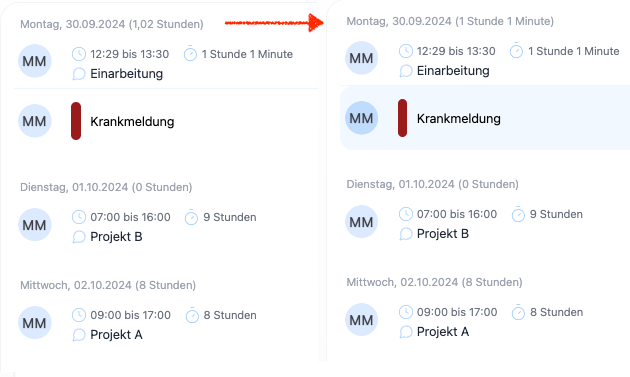 Montag, 30.09.2024 (1,02 Stunden)
MM
12:29 bis 13:30
1 Stunde 1 Minute
Einarbeitung
MM
Krankmeldung
Dienstag, 01.10.2024 (0 Stunden)
MM
07:00 bis 16:00
9 Stunden
Projekt B
Mittwoch, 02.10.2024 (8 Stunden)
MM
09:00 bis 17:00
8 Stunden
Projekt A
Montag, 30.09.2024 (1 Stunde 1 Minute)
MM
12:29 bis 13:30
1 Stunde 1 Minute
Einarbeitung
MM
Krankmeldung
Dienstag, 01.10.2024 (0 Stunden)
MM
07:00 bis 16:00
9 Stunden
Projekt B
Mittwoch, 02.10.2024 (8 Stunden)
MM
09:00 bis 17:00
8 Stunden
Projekt A